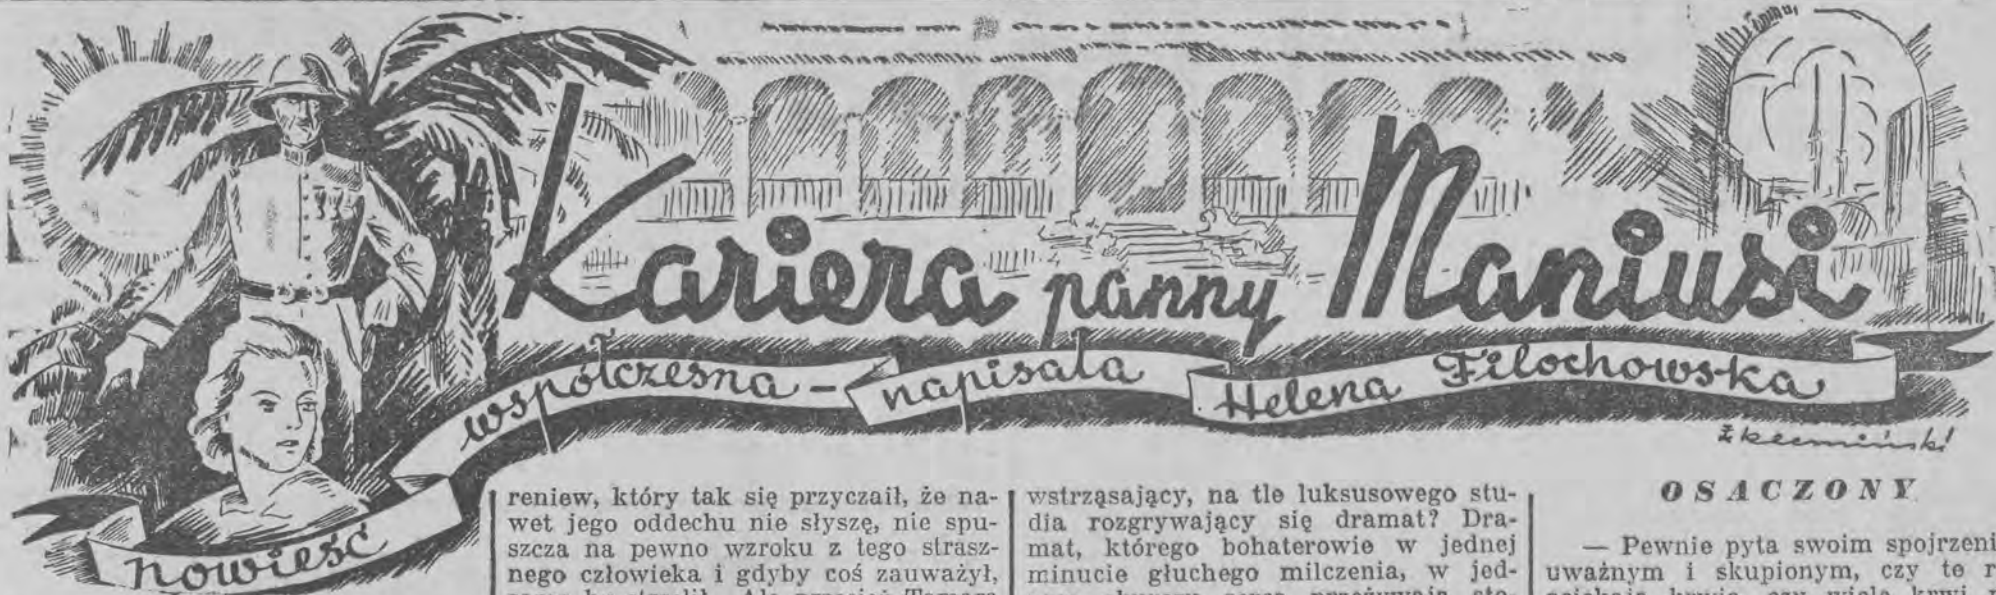 Kariera panny Maniusi
powieść współczesna – napisała Helena Filochowska
reniew, który tak się przyczaił, że na-
wet jego oddechu nie słyszę, nie spu-
szcza na pewno wzroku z tego strasz-
nego człowieka i gdyby coś zauważył,
wstrząsający, na tle luksusowego stu-
dia rozgrywający się dramat? Dra-
mat, którego bohaterowie w jednej
minucie głuchego milczenia, w jed-
OSACZONY
— Pewnie pyta swoim spojrzeni
uważnym i skupionym, czy te r